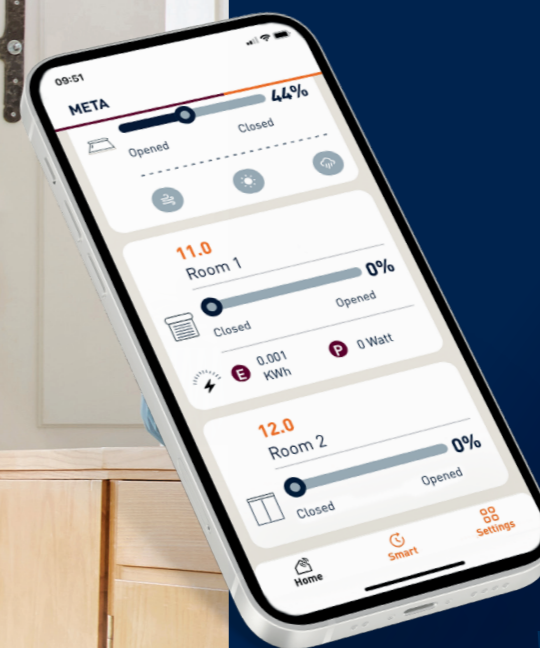 09:51
META
44%
Opened
Closed
11.0
Room 1
0%
Closed
Opened
E
0.001
KWh
P
0 Watt
12.0
Room 2
0%
Closed
Opened
Home
Smart
Settings